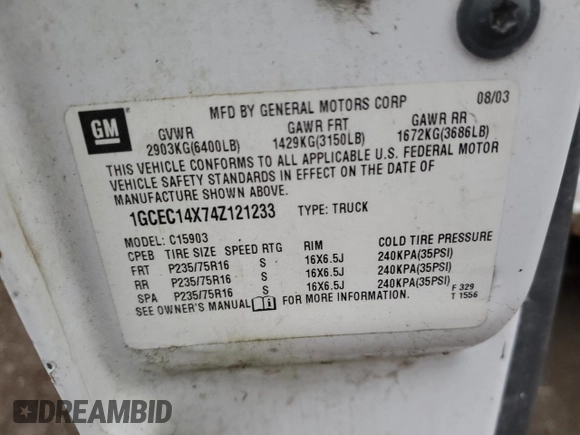 GM
MFD BY GENERAL MOTORS CORP 08/03
GVWR GAWR FRT GAWR RR
2903KG(6400LB) 1429KG(3150LB) 1672KG(3686LB)
THIS VEHICLE CONFORMS TO ALL APPLICABLE U.S. FEDERAL MOTOR
VEHICLE SAFETY STANDARDS IN EFFECT ON THE DATE OF
MANUFACTURE SHOWN ABOVE.
1GCEC14X74Z121233 TYPE: TRUCK
MODEL: C15903
CPEB TIRE SIZE SPEED RTG RIM COLD TIRE PRESSURE
FRT P235/75R16 S 16X6.5J 240KPA(35PSI)
RR P235/75R16 S 16X6.5J 240KPA(35PSI)
SPA P235/75R16 S 16X6.5J 240KPA(35PSI)
SEE OWNER'S MANUAL FOR MORE INFORMATION.
F 329
T 1556
DREAMBID